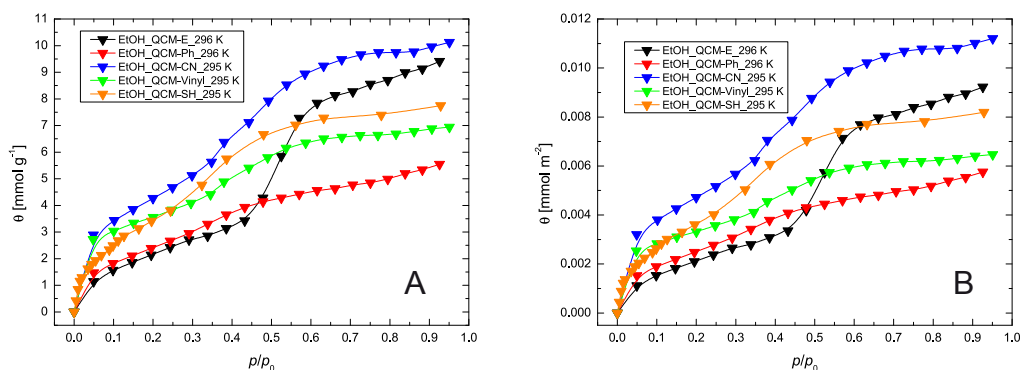 11
10
9
8
7
6
5
4
3
2
1
0
θ [mmol g⁻¹]
EtOH_QCM-E_296 K
EtOH_QCM-Ph_296 K
EtOH_QCM-CN_295 K
EtOH_QCM-Vinyl_295 K
EtOH_QCM-SH_295 K
A
0.0 0.1 0.2 0.3 0.4 0.5 0.6 0.7 0.8 0.9 1.0
p/p₀
0.012
0.010
0.008
0.006
0.004
0.002
0.000
θ [mmol m⁻²]
EtOH_QCM-E_296 K
EtOH_QCM-Ph_296 K
EtOH_QCM-CN_295 K
EtOH_QCM-Vinyl_295 K
EtOH_QCM-SH_295 K
B
0.0 0.1 0.2 0.3 0.4 0.5 0.6 0.7 0.8 0.9 1.0
p/p₀